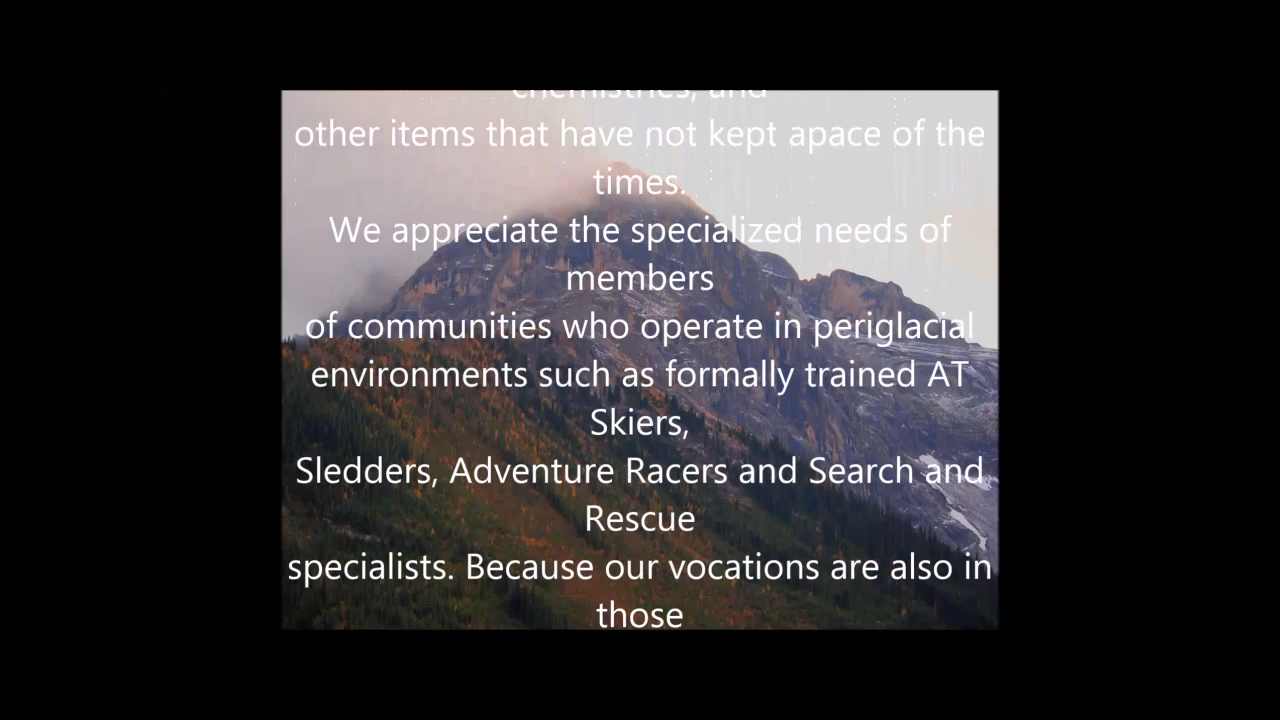 chemistries, and
other items that have not kept apace of the
times.
We appreciate the specialized needs of
members
of communities who operate in periglacial
environments such as formally trained AT
Skiers,
Sledders, Adventure Racers and Search and
Rescue
specialists. Because our vocations are also in
those